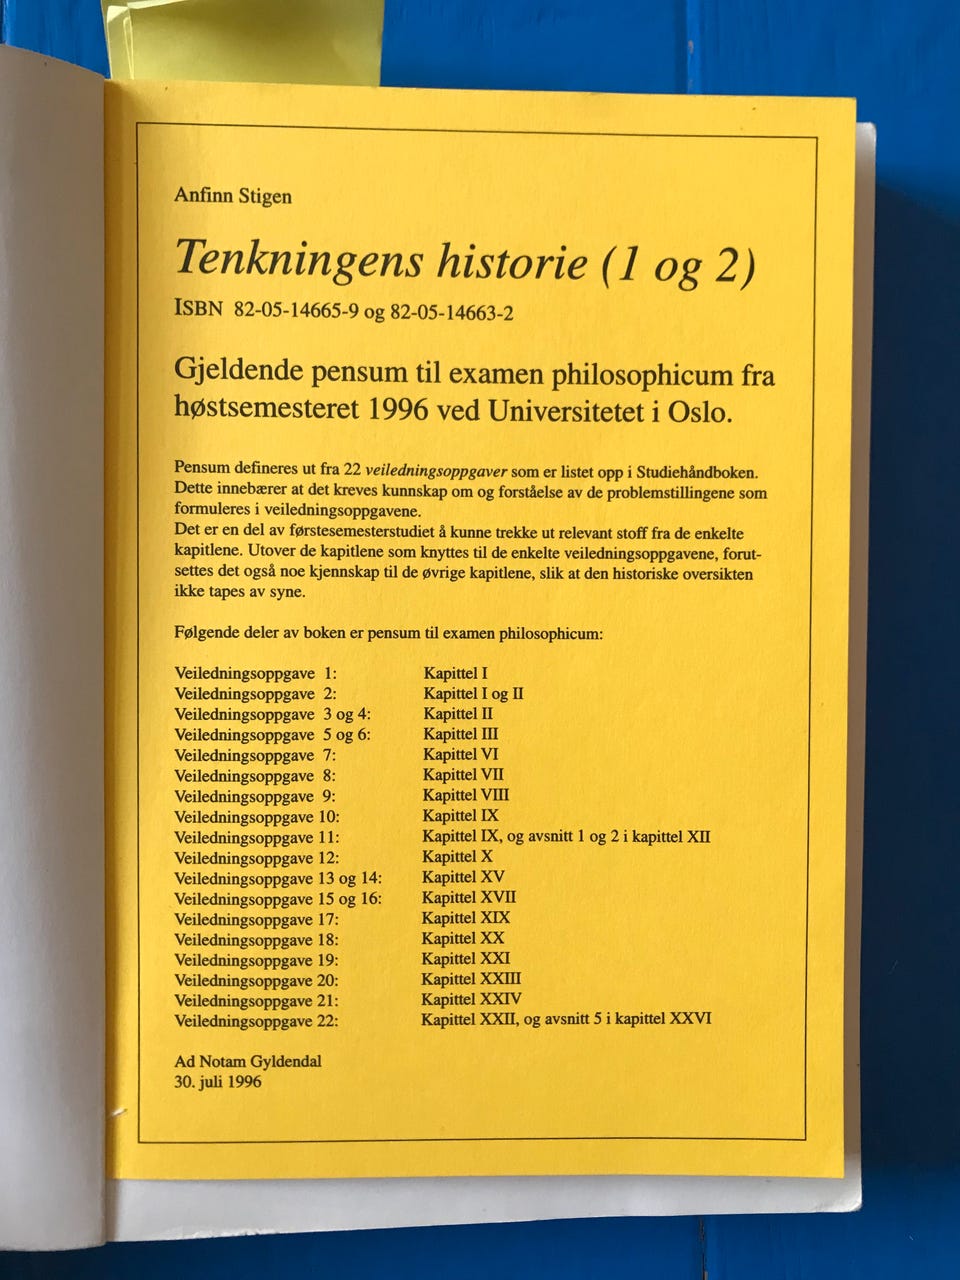 Anfinn Stigen
Tenkningens historie (1 og 2)
ISBN 82-05-14665-9 og 82-05-14663-2
Gjeldende pensum til examen philosophicum fra
høstsemesteret 1996 ved Universitetet i Oslo.
Pensum defineres ut fra 22 veiledningsoppgaver som er listet opp i Studiehåndboken.
Dette innebærer at det kreves kunnskap om og forståelse av de problemstillingene som
formuleres i veiledningsoppgavene.
Det er en del av førstesemesterstudiet å kunne trekke ut relevant stoff fra de enkelte
kapitlene. Utover de kapitlene som knyttes til de enkelte veiledningsoppgavene, forut-
settes det også noe kjennskap til de øvrige kapitlene, slik at den historiske oversikten
ikke tapes av syne.
Følgende deler av boken er pensum til examen philosophicum:
Veiledningsoppgave 1: Kapittel I
Veiledningsoppgave 2: Kapittel I og II
Veiledningsoppgave 3 og 4: Kapittel II
Veiledningsoppgave 5 og 6: Kapittel III
Veiledningsoppgave 7: Kapittel VI
Veiledningsoppgave 8: Kapittel VII
Veiledningsoppgave 9: Kapittel VIII
Veiledningsoppgave 10: Kapittel IX
Veiledningsoppgave 11: Kapittel IX, og avsnitt 1 og 2 i kapittel XII
Veiledningsoppgave 12: Kapittel X
Veiledningsoppgave 13 og 14: Kapittel XV
Veiledningsoppgave 15 og 16: Kapittel XVII
Veiledningsoppgave 17: Kapittel XIX
Veiledningsoppgave 18: Kapittel XX
Veiledningsoppgave 19: Kapittel XXI
Veiledningsoppgave 20: Kapittel XXIII
Veiledningsoppgave 21: Kapittel XXIV
Veiledningsoppgave 22: Kapittel XXII, og avsnitt 5 i kapittel XXVI
Ad Notam Gyldendal
30. juli 1996